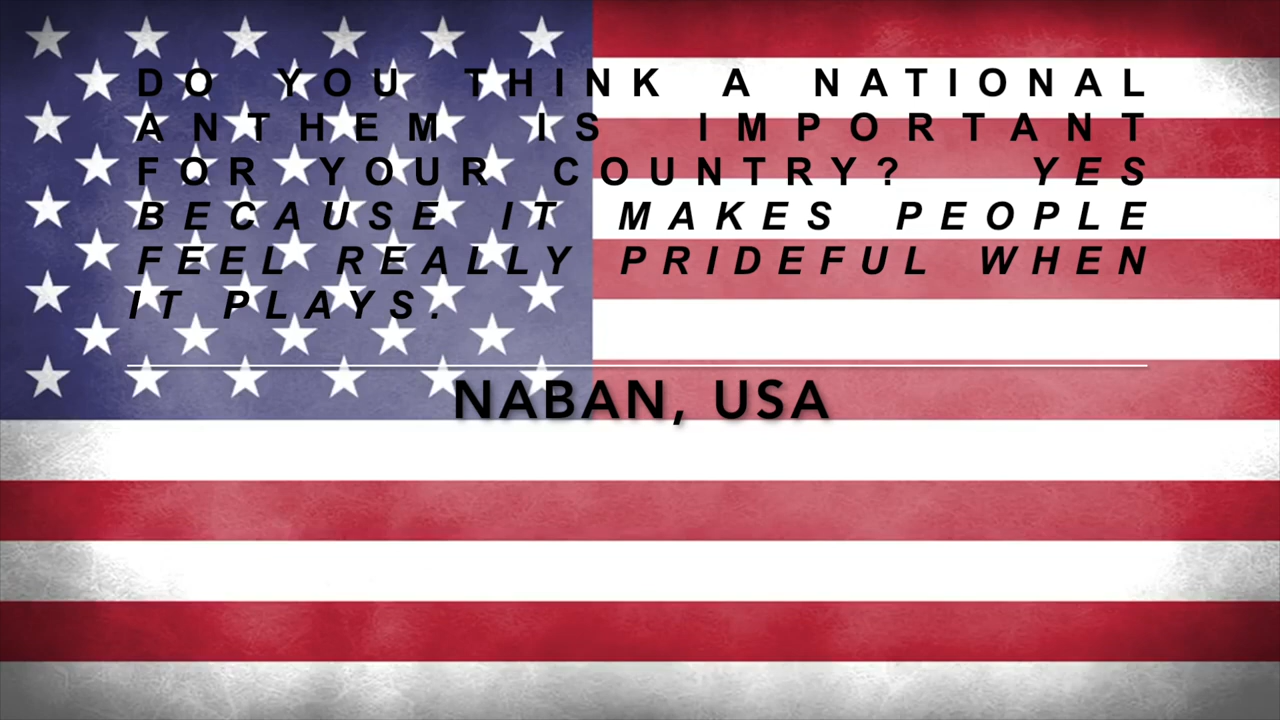 DO YOU THINK A NATIONAL
ANTHEM IS IMPORTANT
FOR YOUR COUNTRY? YES
BECAUSE IT MAKES PEOPLE
FEEL REALLY PRIDEFUL WHEN
IT PLAYS.
NABAN, USA